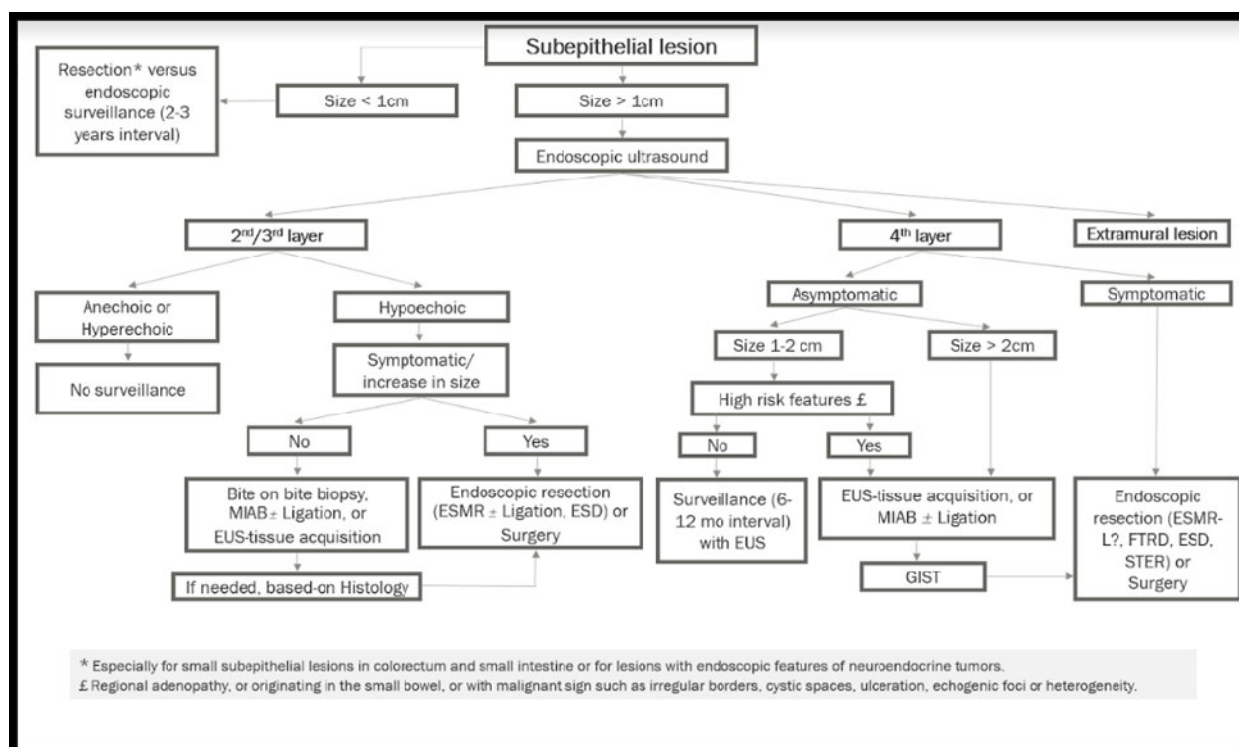 Subepithelial lesion
Resection* versus
endoscopic
surveillance (2-3
years interval)
Size < 1cm
Size > 1cm
Endoscopic ultrasound
2nd/3rd layer
4th layer
Extramural lesion
Anechoic or
Hyperechoic
Hypoechoic
Asymptomatic
Symptomatic
No surveillance
Symptomatic/
increase in size
Size 1-2 cm
Size > 2cm
High risk features £
No
Yes
No
Yes
Bite on bite biopsy,
MIAB ± Ligation, or
EUS-tissue acquisition
Endoscopic resection
(ESMR ± Ligation, ESD) or
Surgery
Surveillance (6-
12 mo interval)
with EUS
EUS-tissue acquisition, or
MIAB ± Ligation
Endoscopic
resection (ESMR-
L?, FTRD, ESD,
STER) or
Surgery
If needed, based-on Histology
GIST
* Especially for small subepithelial lesions in colorectum and small intestine or for lesions with endoscopic features of neuroendocrine tumors.
£ Regional adenopathy, or originating in the small bowel, or with malignant sign such as irregular borders, cystic spaces, ulceration, echogenic foci or heterogeneity.